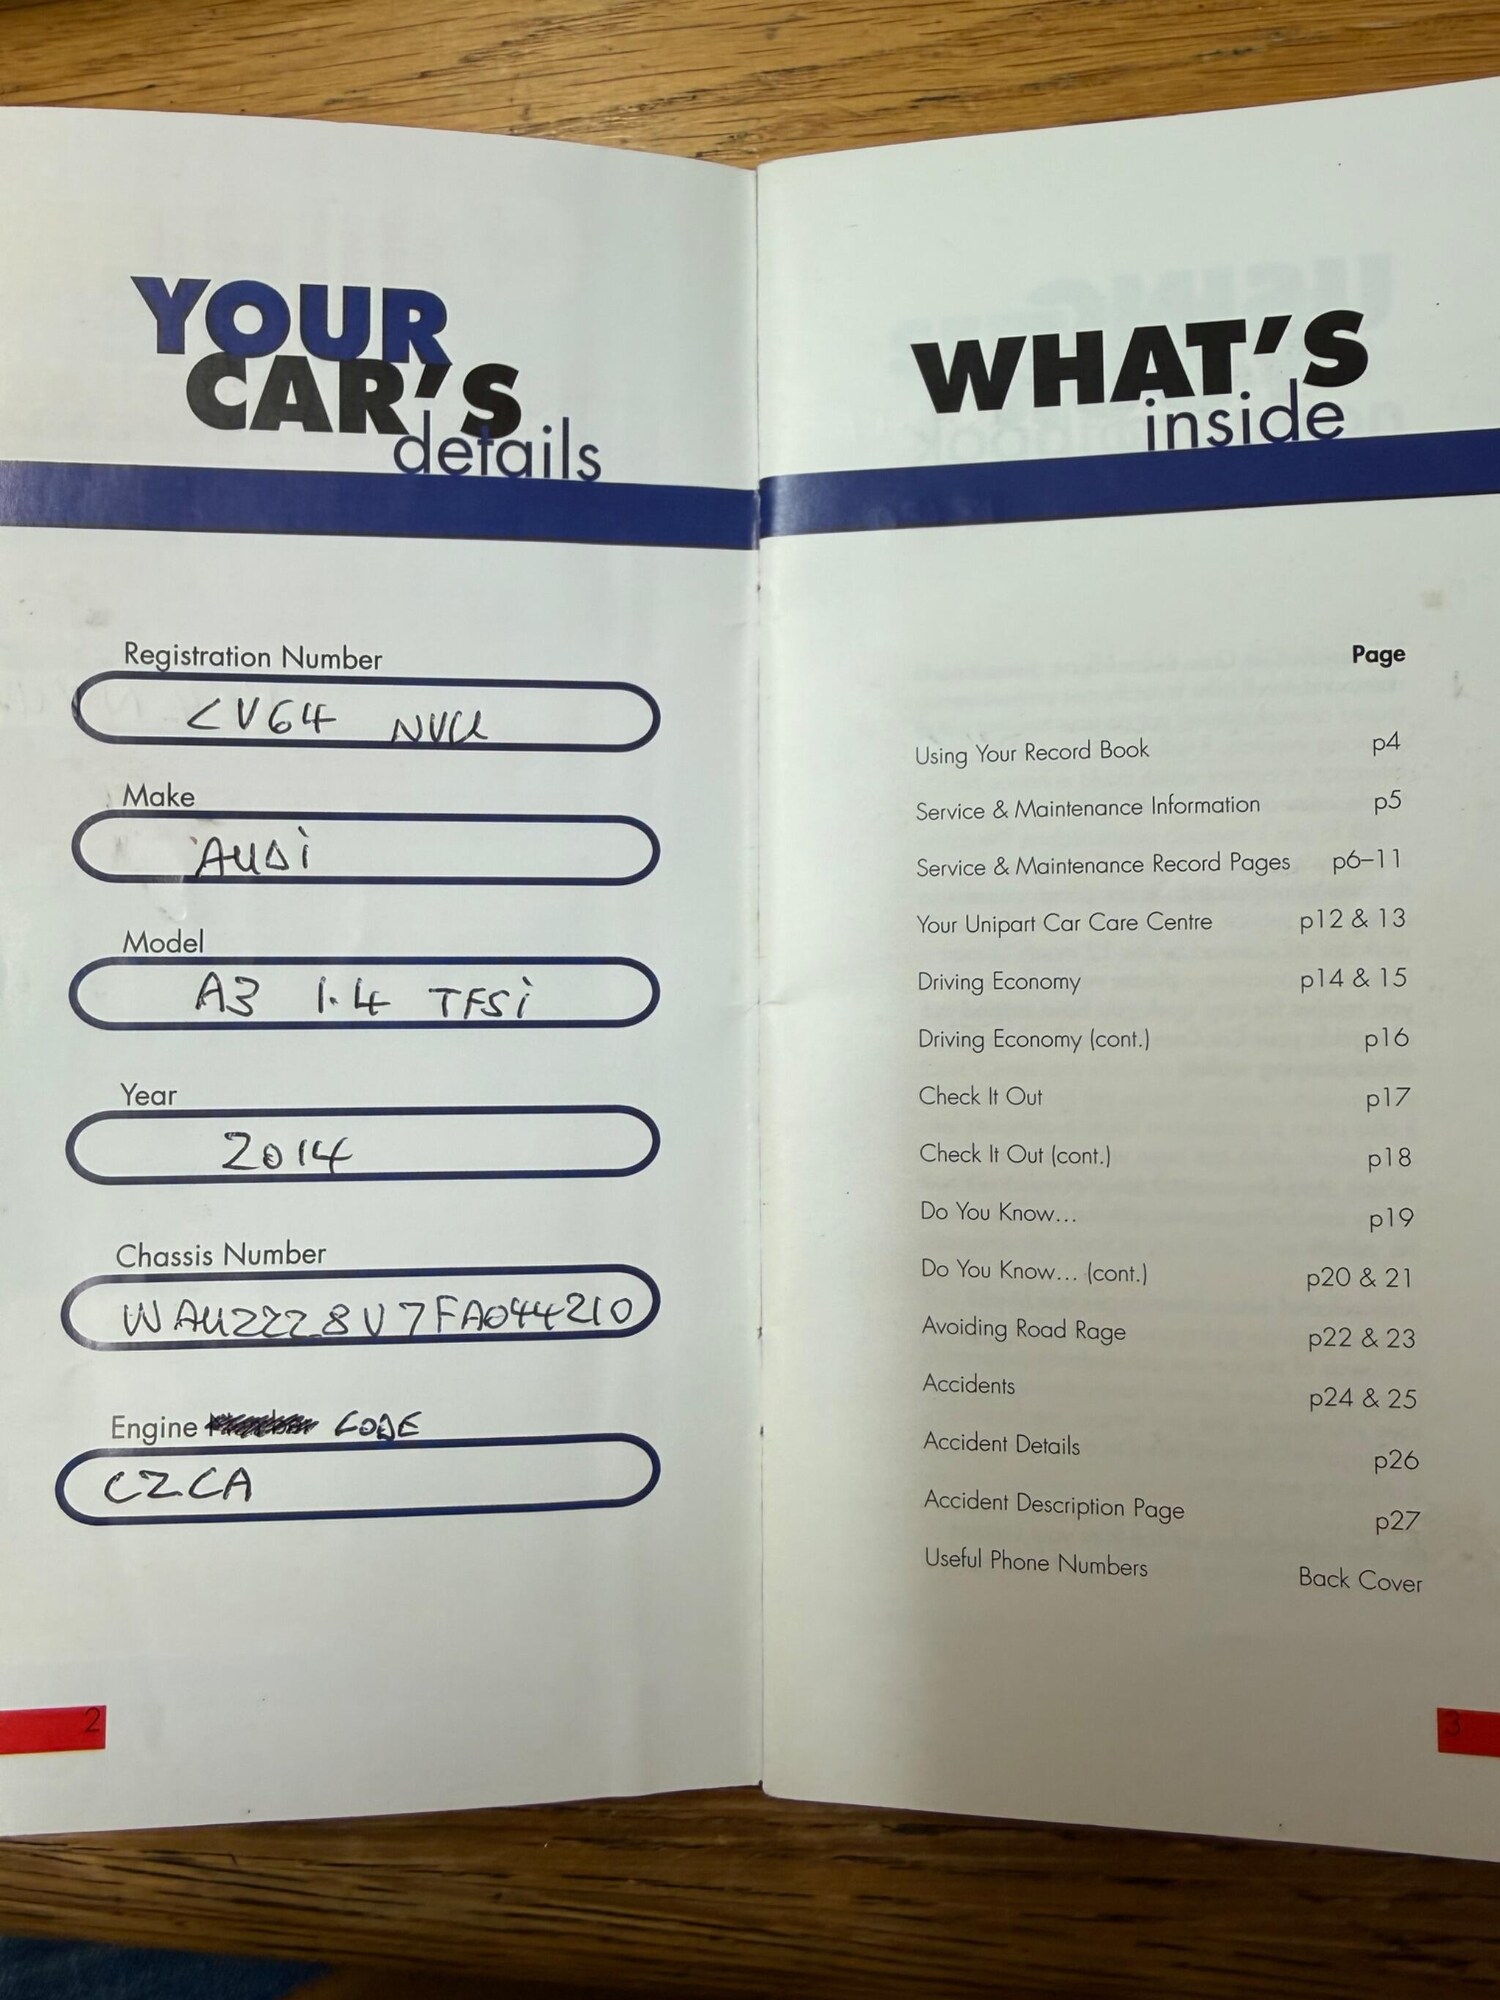 YOUR
CAR'S
details
Registration Number
CV64 NVU
Make
AUDi
Model
A3 1.4 TFSi
Year
2014
Chassis Number
WAUZZZ8V7FA044210
Engine CODE
CZCA
2
WHAT'S
inside
Page
Using Your Record Book p4
Service & Maintenance Information p5
Service & Maintenance Record Pages p6–11
Your Unipart Car Care Centre p12 & 13
Driving Economy p14 & 15
Driving Economy (cont.) p16
Check It Out p17
Check It Out (cont.) p18
Do You Know... p19
Do You Know... (cont.) p20 & 21
Avoiding Road Rage p22 & 23
Accidents p24 & 25
Accident Details p26
Accident Description Page p27
Useful Phone Numbers Back Cover
3